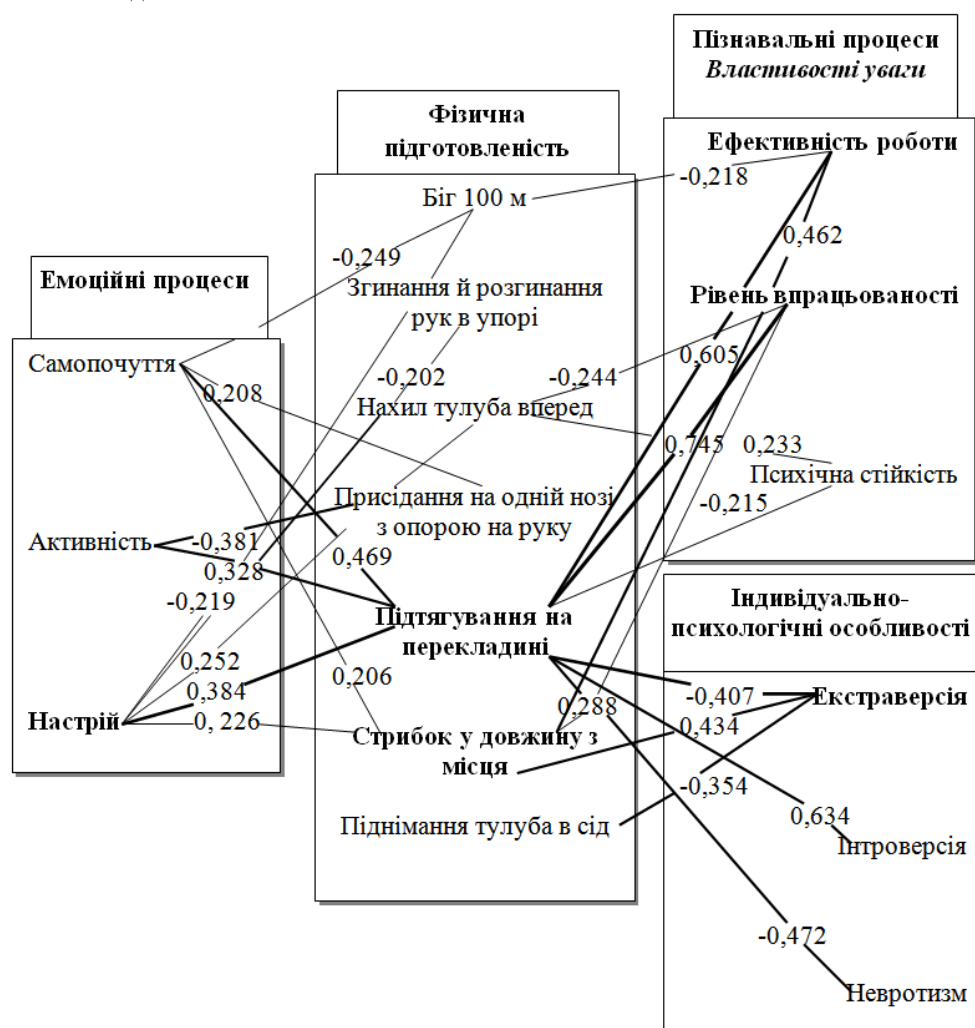 Пізнавальні процеси
Властивості уваги
Фізична
підготовленість
Ефективність роботи
-0,218
Біг 100 м
0,462
-0,249
Емоційні процеси
Згинання й розгинання
рук в упорі
Рівень впрацьованості
Самопочуття
0,605
-0,202
-0,244
0,208
Нахил тулуба вперед
0,745
0,233
Психічна стійкість
Присідання на одній нозі
з опорою на руку
-0,215
Активність
-0,381
0,328
0,469
-0,219
Підтягування на
перекладині
Індивідуально-
психологічні особливості
0,252
0,384
0,206
-0,407
Екстраверсія
Настрій
0, 226
0,288
0,434
Стрибок у довжину з
місця
-0,354
Піднімання тулуба в сід
0,634
Інтроверсія
-0,472
Невротизм